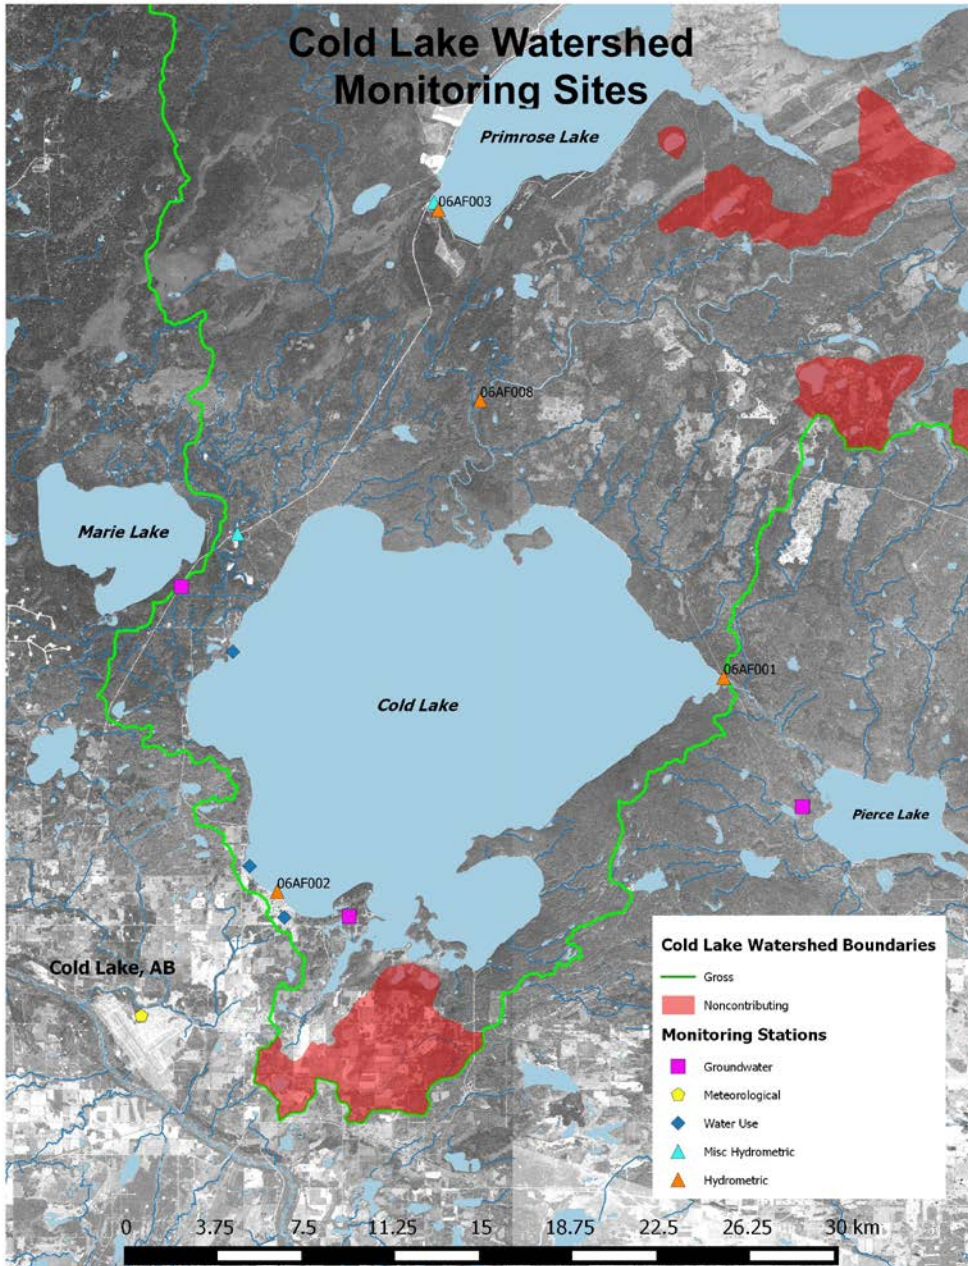 Cold Lake Watershed
Monitoring Sites
Primrose Lake
06AF003
06AF008
Marie Lake
06AF001
Cold Lake
Pierce Lake
06AF002
Cold Lake, AB
Cold Lake Watershed Boundaries
Gross
Noncontributing
Monitoring Stations
Groundwater
Meteorological
Water Use
Misc Hydrometric
Hydrometric
0 3.75 7.5 11.25 15 18.75 22.5 26.25 30 km